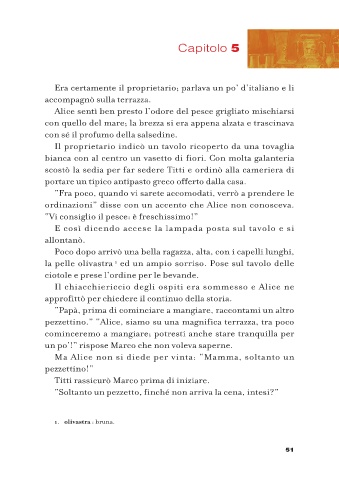 Capitolo 5
Era certamente il proprietario; parlava un po' d'italiano e li
accompagnò sulla terrazza.
Alice sentì ben presto l'odore del pesce grigliato mischiarsi
con quello del mare; la brezza si era appena alzata e trascinava
con sé il profumo della salsedine.
Il proprietario indicò un tavolo ricoperto da una tovaglia
bianca con al centro un vasetto di fiori. Con molta galanteria
scostò la sedia per far sedere Titti e ordinò alla cameriera di
portare un tipico antipasto greco offerto dalla casa.
"Fra poco, quando vi sarete accomodati, verrò a prendere le
ordinazioni" disse con un accento che Alice non conosceva.
"Vi consiglio il pesce: è freschissimo!"
E così dicendo accese la lampada posta sul tavolo e si
allontanò.
Poco dopo arrivò una bella ragazza, alta, con i capelli lunghi,
la pelle olivastra1 ed un ampio sorriso. Pose sul tavolo delle
ciotole e prese l'ordine per le bevande.
Il chiacchiericcio degli ospiti era sommesso e Alice ne
approfittò per chiedere il continuo della storia.
"Papà, prima di cominciare a mangiare, raccontami un altro
pezzettino." "Alice, siamo su una magnifica terrazza, tra poco
cominceremo a mangiare; potresti anche stare tranquilla per
un po'!" rispose Marco che non voleva saperne.
Ma Alice non si diede per vinta: "Mamma, soltanto un
pezzettino!"
Titti rassicurò Marco prima di iniziare.
"Soltanto un pezzetto, finché non arriva la cena, intesi?"
1. olivastra : bruna.
51